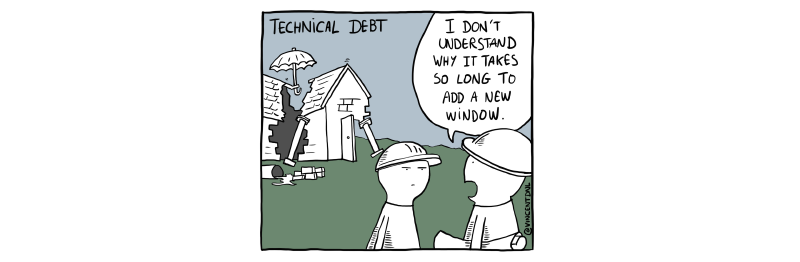 TECHNICAL DEBT
I DON'T
UNDERSTAND
WHY IT TAKES
SO LONG TO
ADD A NEW
WINDOW.
@VINCENTDNL